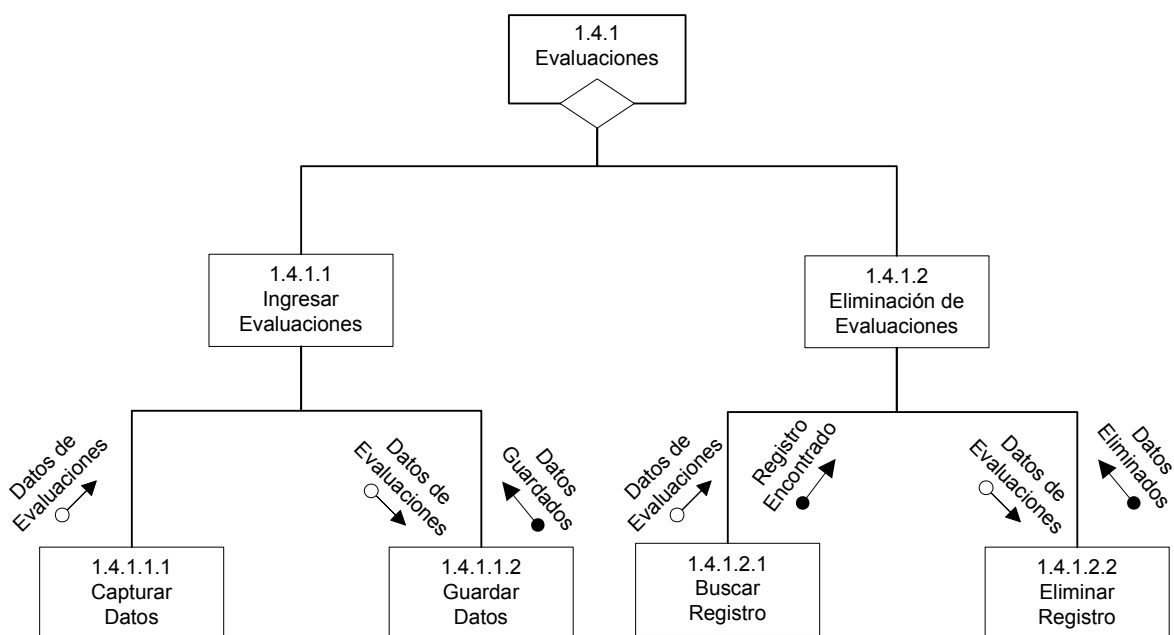 1.4.1
Evaluaciones
1.4.1.1
Ingresar
Evaluaciones
1.4.1.2
Eliminación de
Evaluaciones
Datos de
Evaluaciones
Datos de
Evaluaciones
Datos
Guardados
Datos de
Evaluaciones
Registro
Encontrado
Datos de
Evaluaciones
Datos
Eliminados
1.4.1.1.1
Capturar
Datos
1.4.1.1.2
Guardar
Datos
1.4.1.2.1
Buscar
Registro
1.4.1.2.2
Eliminar
Registro